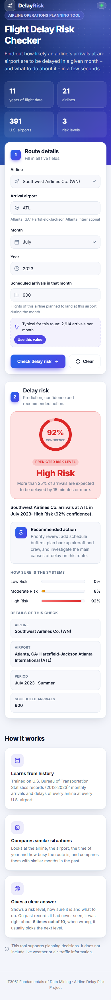 DelayRisk
AIRLINE OPERATIONS PLANNING TOOL
Flight Delay Risk
Checker
Find out how likely an airline's arrivals at an
airport are to be delayed in a given month –
and what to do about it – in a few seconds.
11
years of flight data
21
airlines
391
U.S. airports
3
risk levels
1
Route details
Fill in all five fields.
Airline
Southwest Airlines Co. (WN)
Arrival airport
ATL
Atlanta, GA: Hartsfield-Jackson Atlanta International
Month
July
Year
2023
Scheduled arrivals in that month
900
Flights of this airline planned to land at this airport
during the month.
Typical for this route: 2,914 arrivals per
month.
Use this value
Check delay risk
Clear
2
Delay risk
Prediction, confidence and
recommended action.
92%
CONFIDENCE
PREDICTED RISK LEVEL
High Risk
More than 25% of arrivals are expected
to be delayed by 15 minutes or more.
Southwest Airlines Co. arrivals at ATL in
July 2023: High Risk (92% confidence).
Recommended action
Priority review: add schedule
buffers, plan backup aircraft and
crew, and investigate the main
causes of delay on this route.
HOW SURE IS THE SYSTEM?
Low Risk 0%
Moderate Risk 8%
High Risk 92%
DETAILS OF THIS CHECK
AIRLINE
Southwest Airlines Co. (WN)
AIRPORT
Atlanta, GA: Hartsfield-Jackson Atlanta
International (ATL)
PERIOD
July 2023 · Summer
SCHEDULED ARRIVALS
900
How it works
Learns from history
Trained on U.S. Bureau of Transportation
Statistics records (2013-2023): monthly
arrivals and delays of every airline at every
U.S. airport.
Compares similar situations
Looks at the airline, the airport, the time of
year and how busy the route is, and compares
them with similar months in the past.
Gives a clear answer
Shows a risk level, how sure it is and what to
do. On past records it had never seen, it was
right about 6 times out of 10; when wrong, it
usually picks the next level.
This tool supports planning decisions. It does not
include live weather or air-traffic information.
IT3051 Fundamentals of Data Mining · Airline Delay Risk
Project